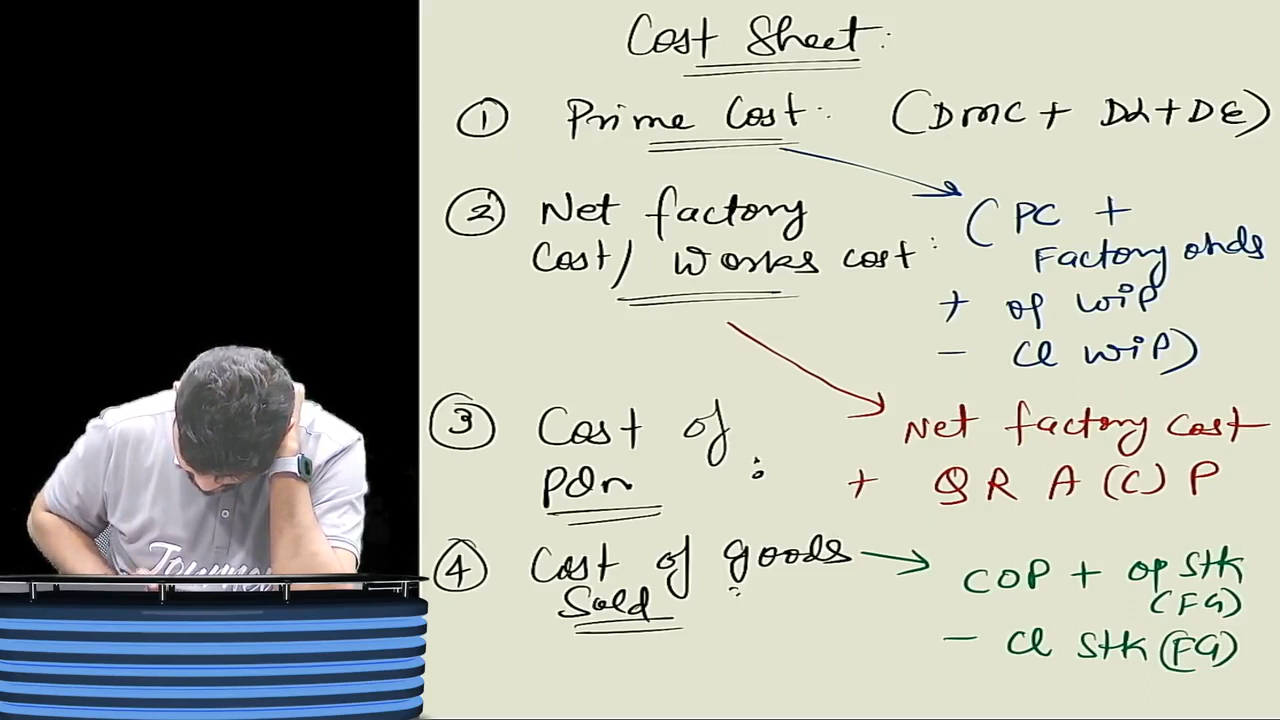 Cost Sheet:
① Prime Cost: (DMC + DL + DE)
② Net factory
Cost/ Works cost:
(PC +
Factory ohds
+ op WiP
- Cl WiP)
③ Cost of
Pdn :
Net factory cost
+ Q R A (C) P
④ Cost of goods
Sold :
COP + op Stk
(FG)
- Cl Stk (FG)